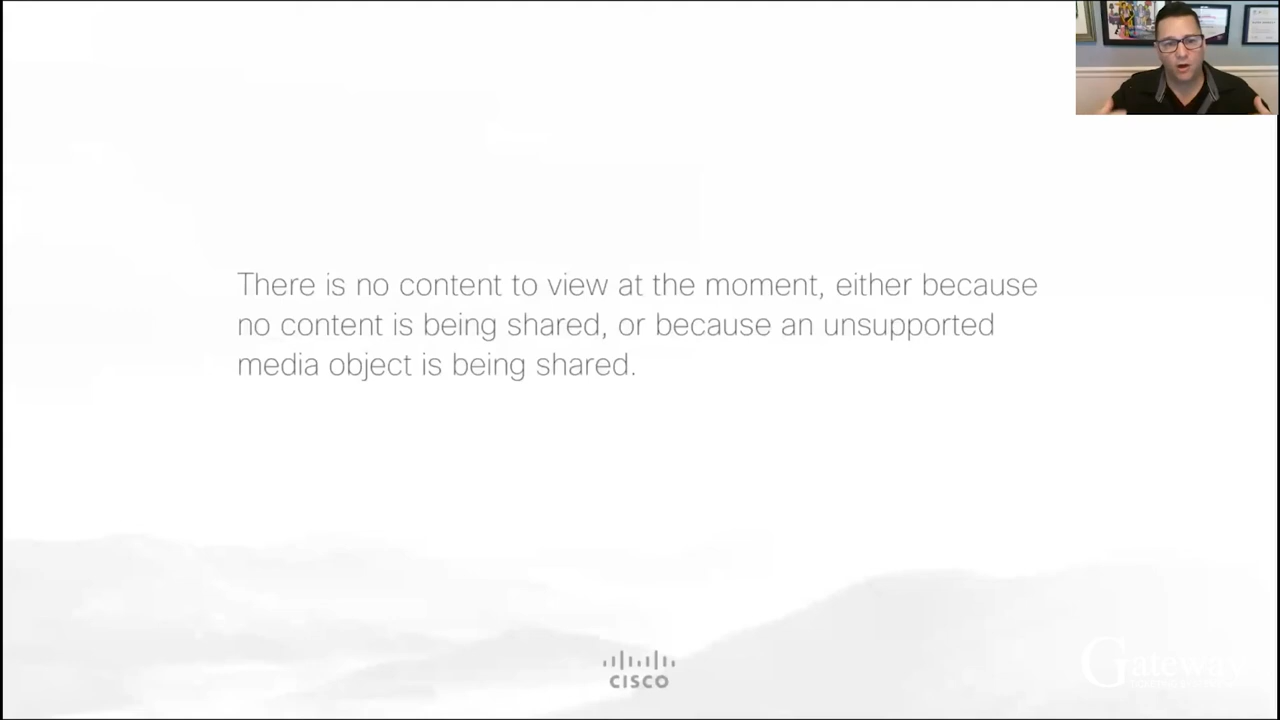 There is no content to view at the moment, either because
no content is being shared, or because an unsupported
media object is being shared.
CISCO
Gateway